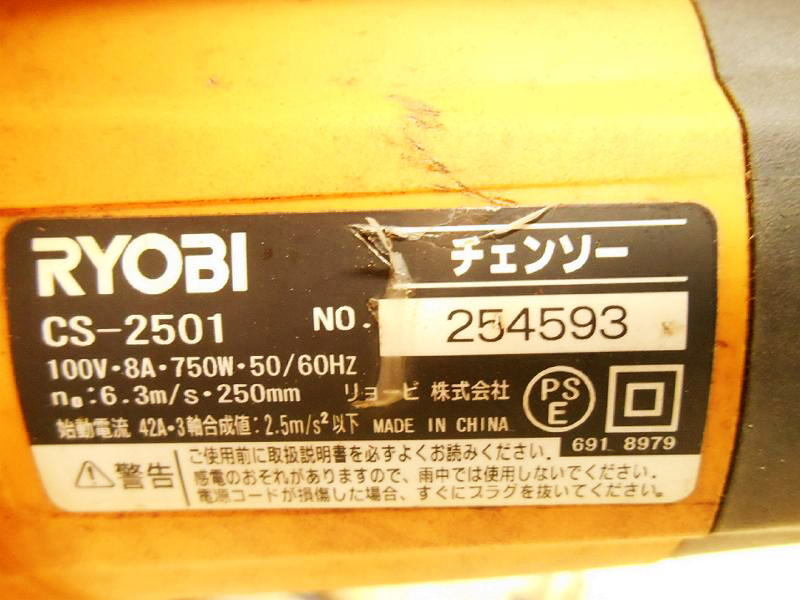 RYOBI
チェンソー
CS-2501
NO. 254593
100V・8A・750W・50/60HZ
n₀:6.3m/s・250mm リョービ 株式会社
PS
E
始動電流 42A・3軸合成値:2.5m/s²以下 MADE IN CHINA
691 8979
警告
ご使用前に取扱説明書を必ずよくお読みください.
感電のおそれがありますので、雨中では使用しないでください.
電源コードが損傷した場合、すぐにプラグを抜いてください.